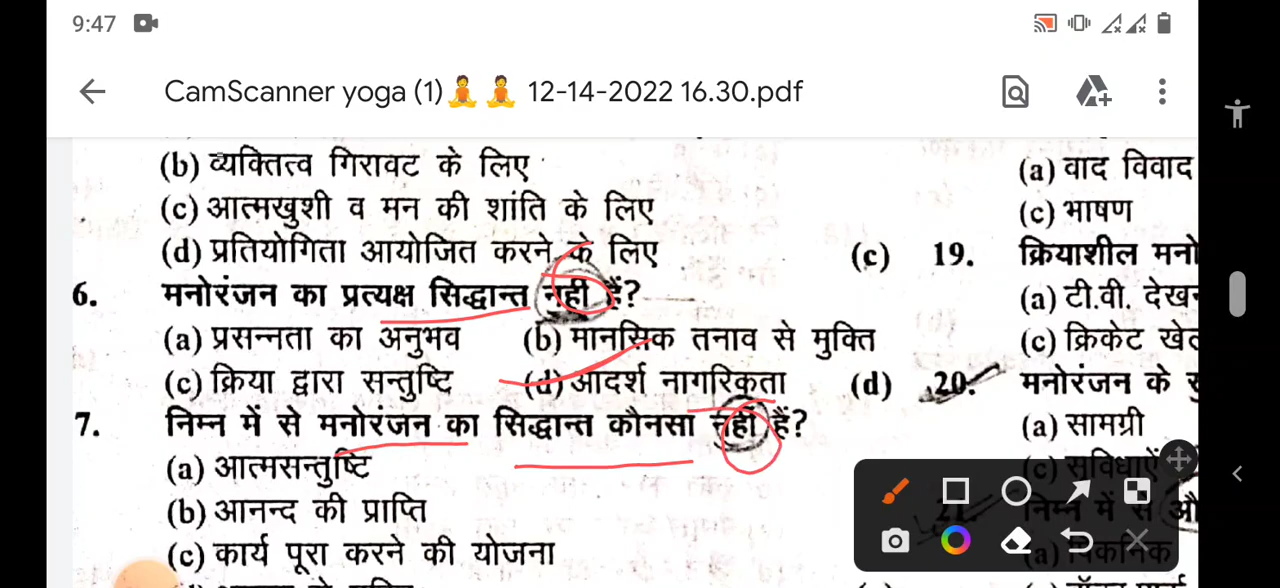 9:47
CamScanner yoga (1)🧘🧘 12-14-2022 16.30.pdf
(b) व्यक्तित्व गिरावट के लिए
(c) आत्मखुशी व मन की शांति के लिए
(d) प्रतियोगिता आयोजित करने के लिए (c)
6. मनोरंजन का प्रत्यक्ष सिद्धान्त नहीं हैं?
(a) प्रसन्नता का अनुभव (b) मानसिक तनाव से मुक्ति
(c) क्रिया द्वारा सन्तुष्टि (d) आदर्श नागरिकता (d)
7. निम्न में से मनोरंजन का सिद्धान्त कौनसा नहीं हैं?
(a) आत्मसन्तुष्टि
(b) आनन्द की प्राप्ति
(c) कार्य पूरा करने की योजना
(a) वाद विवाद
(c) भाषण
19. क्रियाशील मनो
(a) टी.वी. देख
(c) क्रिकेट खे
20. मनोरंजन के
(a) सामग्री
(c) सुविधाऐं
21. निम्न में से
(a)